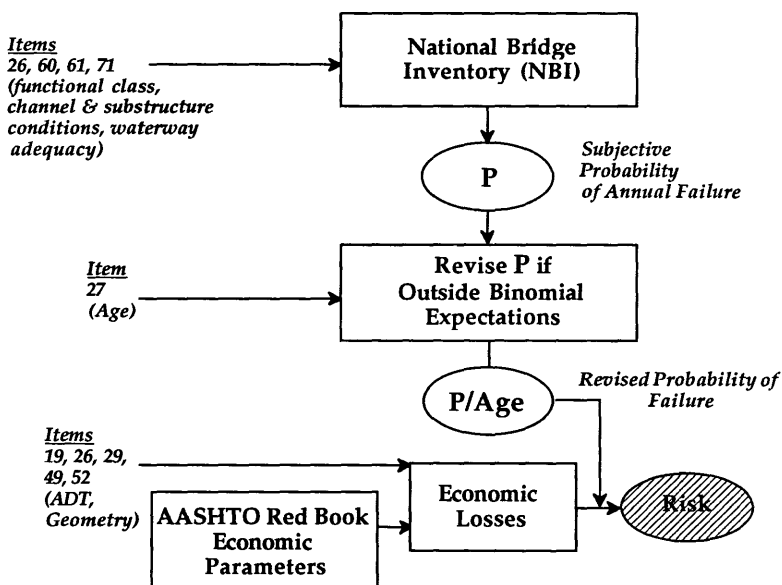 Items
26, 60, 61, 71
(functional class,
channel & substructure
conditions, waterway
adequacy)
National Bridge
Inventory (NBI)
P
Subjective
Probability
of Annual Failure
Item
27
(Age)
Revise P if
Outside Binomial
Expectations
P/Age
Revised Probability of
Failure
Items
19, 26, 29,
49, 52
(ADT,
Geometry)
AASHTO Red Book
Economic
Parameters
Economic
Losses
Risk